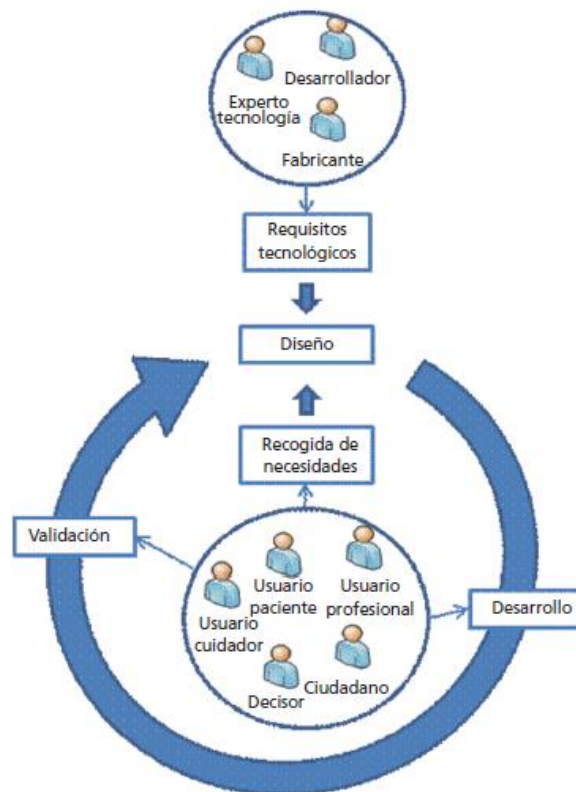 Desarrollador
Experto
tecnología
Fabricante
Requisitos
tecnológicos
Diseño
Recogida de
necesidades
Validación
Usuario
paciente
Usuario
profesional
Usuario
cuidador
Desarrollo
Decisor
Ciudadano